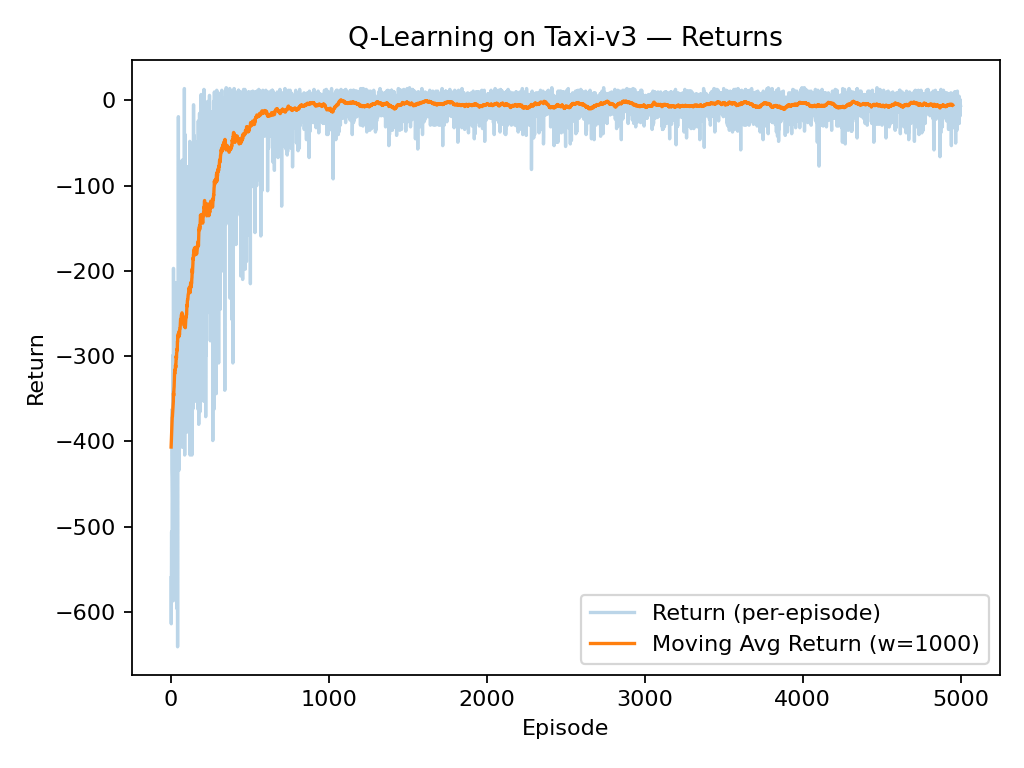 Q-Learning on Taxi-v3 — Returns
0
−100
−200
−300
−400
−500
−600
Return
Return (per-episode)
Moving Avg Return (w=1000)
0 1000 2000 3000 4000 5000
Episode